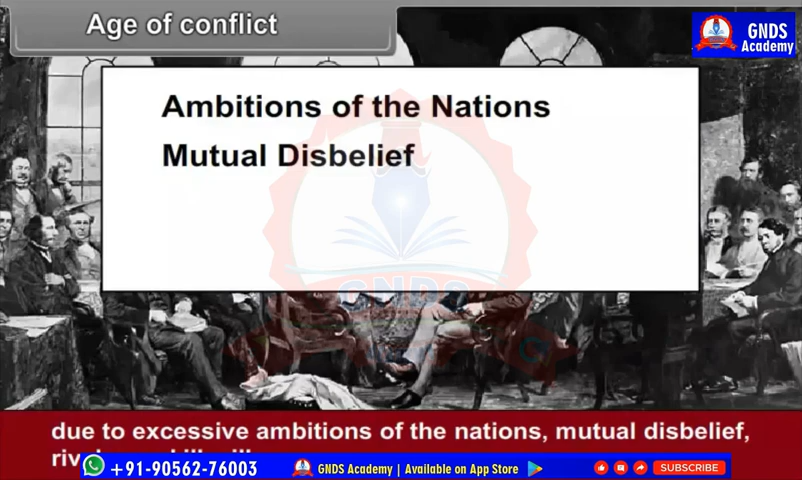 Age of conflict
GNDS
Academy
Ambitions of the Nations
Mutual Disbelief
GNDS
due to excessive ambitions of the nations, mutual disbelief,
+91-90562-76003
GNDS Academy | Available on App Store
SUBSCRIBE